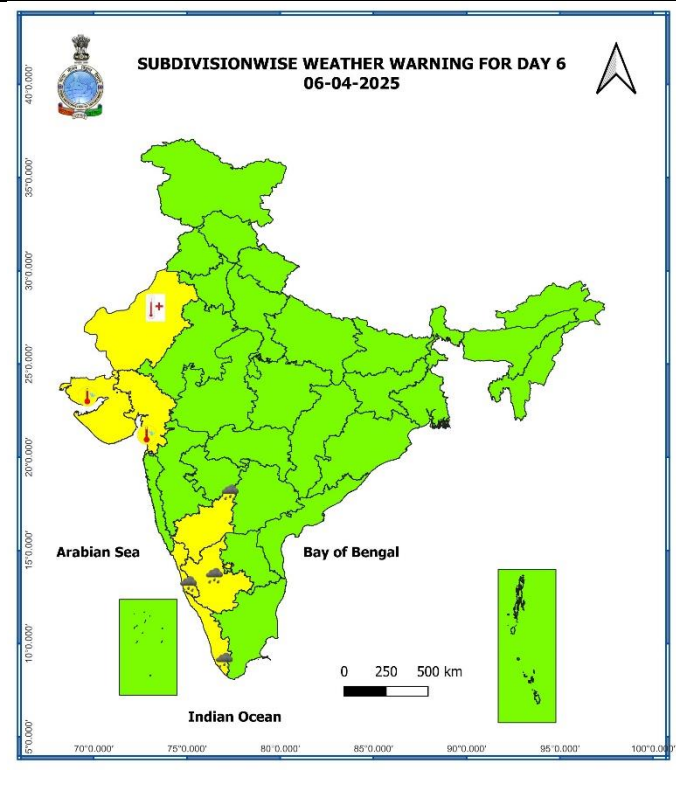 SUBDIVISIONWISE WEATHER WARNING FOR DAY 6
06-04-2025
40°0.000'
35°0.000'
30°0.000'
25°0.000'
20°0.000'
15°0.000'
10°0.000'
5°0.000'
Arabian Sea
Bay of Bengal
0 250 500 km
Indian Ocean
70°0.000' 75°0.000' 80°0.000' 85°0.000' 90°0.000' 95°0.000' 100°0.000'